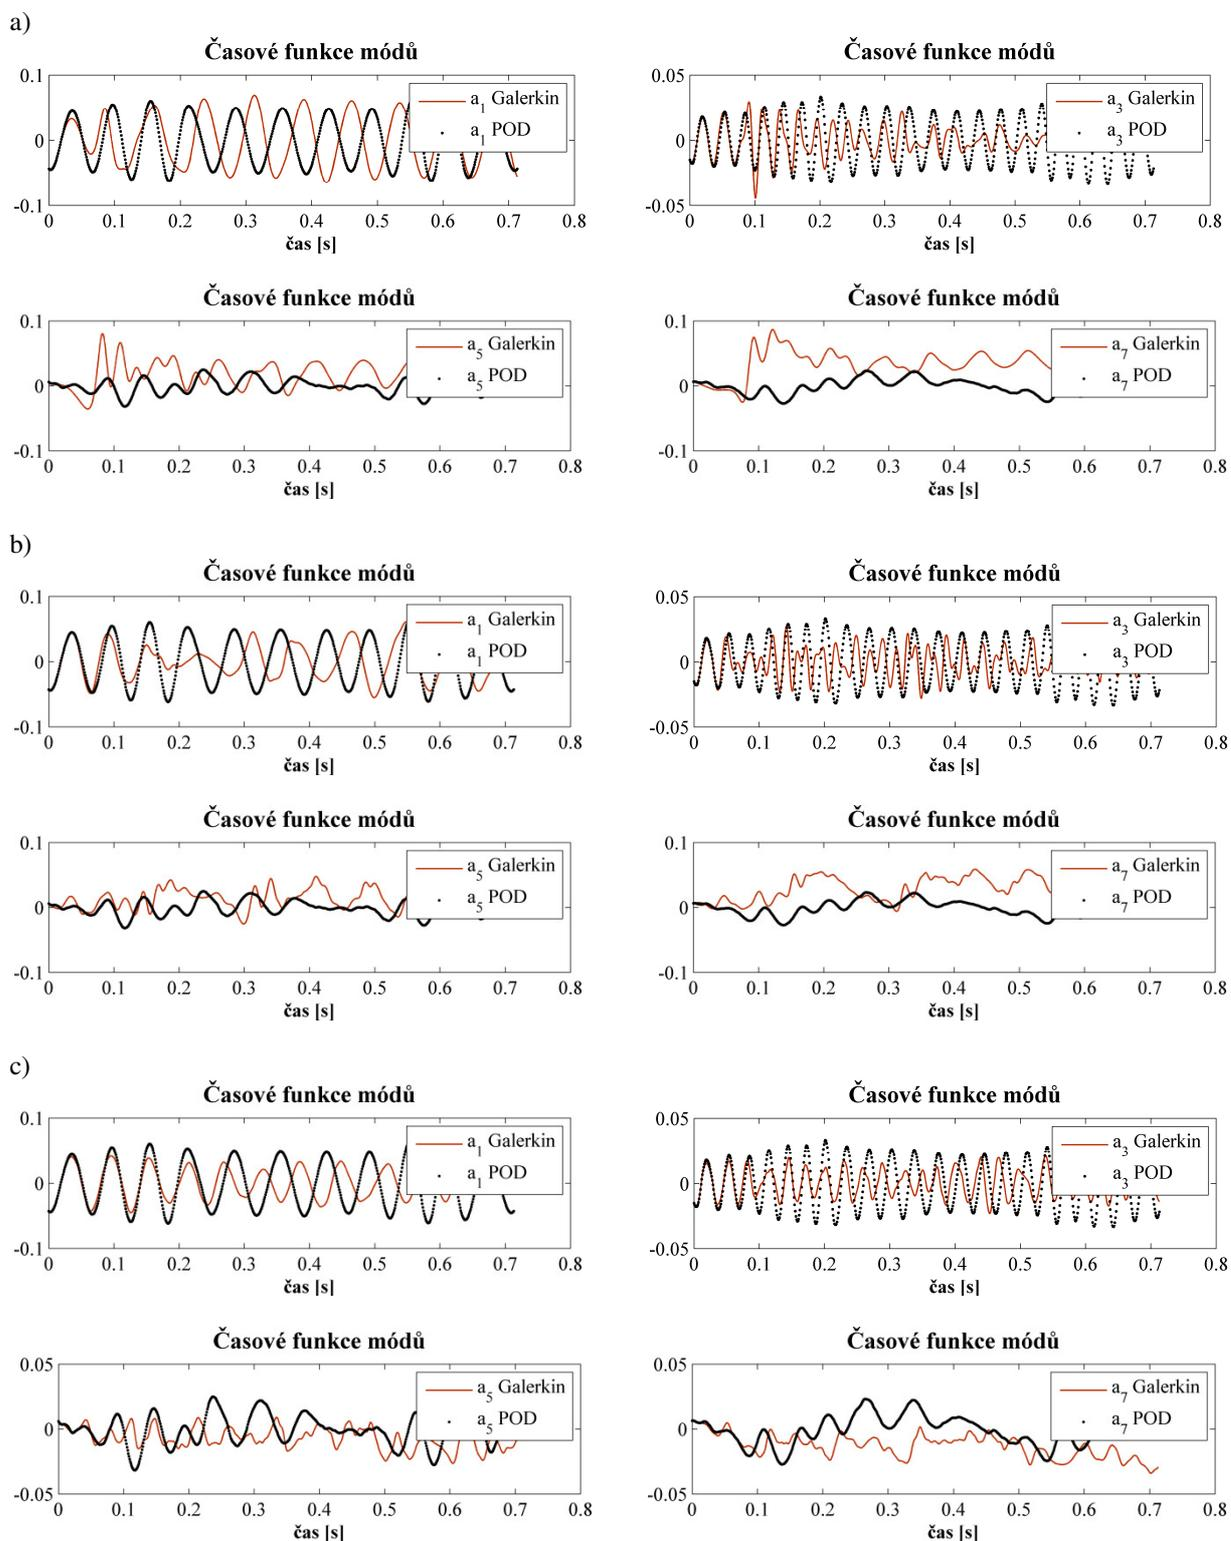 a)
Časové funkce módů
0.1
0
-0.1
a1 Galerkin
a1 POD
0 0.1 0.2 0.3 0.4 0.5 0.6 0.7 0.8
čas [s]
Časové funkce módů
0.05
0
-0.05
a3 Galerkin
a3 POD
0 0.1 0.2 0.3 0.4 0.5 0.6 0.7 0.8
čas [s]
Časové funkce módů
0.1
0
-0.1
a5 Galerkin
a5 POD
0 0.1 0.2 0.3 0.4 0.5 0.6 0.7 0.8
čas [s]
Časové funkce módů
0.1
0
-0.1
a7 Galerkin
a7 POD
0 0.1 0.2 0.3 0.4 0.5 0.6 0.7 0.8
čas [s]
b)
Časové funkce módů
0.1
0
-0.1
a1 Galerkin
a1 POD
0 0.1 0.2 0.3 0.4 0.5 0.6 0.7 0.8
čas [s]
Časové funkce módů
0.05
0
-0.05
a3 Galerkin
a3 POD
0 0.1 0.2 0.3 0.4 0.5 0.6 0.7 0.8
čas [s]
Časové funkce módů
0.1
0
-0.1
a5 Galerkin
a5 POD
0 0.1 0.2 0.3 0.4 0.5 0.6 0.7 0.8
čas [s]
Časové funkce módů
0.1
0
-0.1
a7 Galerkin
a7 POD
0 0.1 0.2 0.3 0.4 0.5 0.6 0.7 0.8
čas [s]
c)
Časové funkce módů
0.1
0
-0.1
a1 Galerkin
a1 POD
0 0.1 0.2 0.3 0.4 0.5 0.6 0.7 0.8
čas [s]
Časové funkce módů
0.05
0
-0.05
a3 Galerkin
a3 POD
0 0.1 0.2 0.3 0.4 0.5 0.6 0.7 0.8
čas [s]
Časové funkce módů
0.05
0
-0.05
a5 Galerkin
a5 POD
0 0.1 0.2 0.3 0.4 0.5 0.6 0.7 0.8
čas [s]
Časové funkce módů
0.05
0
-0.05
a7 Galerkin
a7 POD
0 0.1 0.2 0.3 0.4 0.5 0.6 0.7 0.8
čas [s]